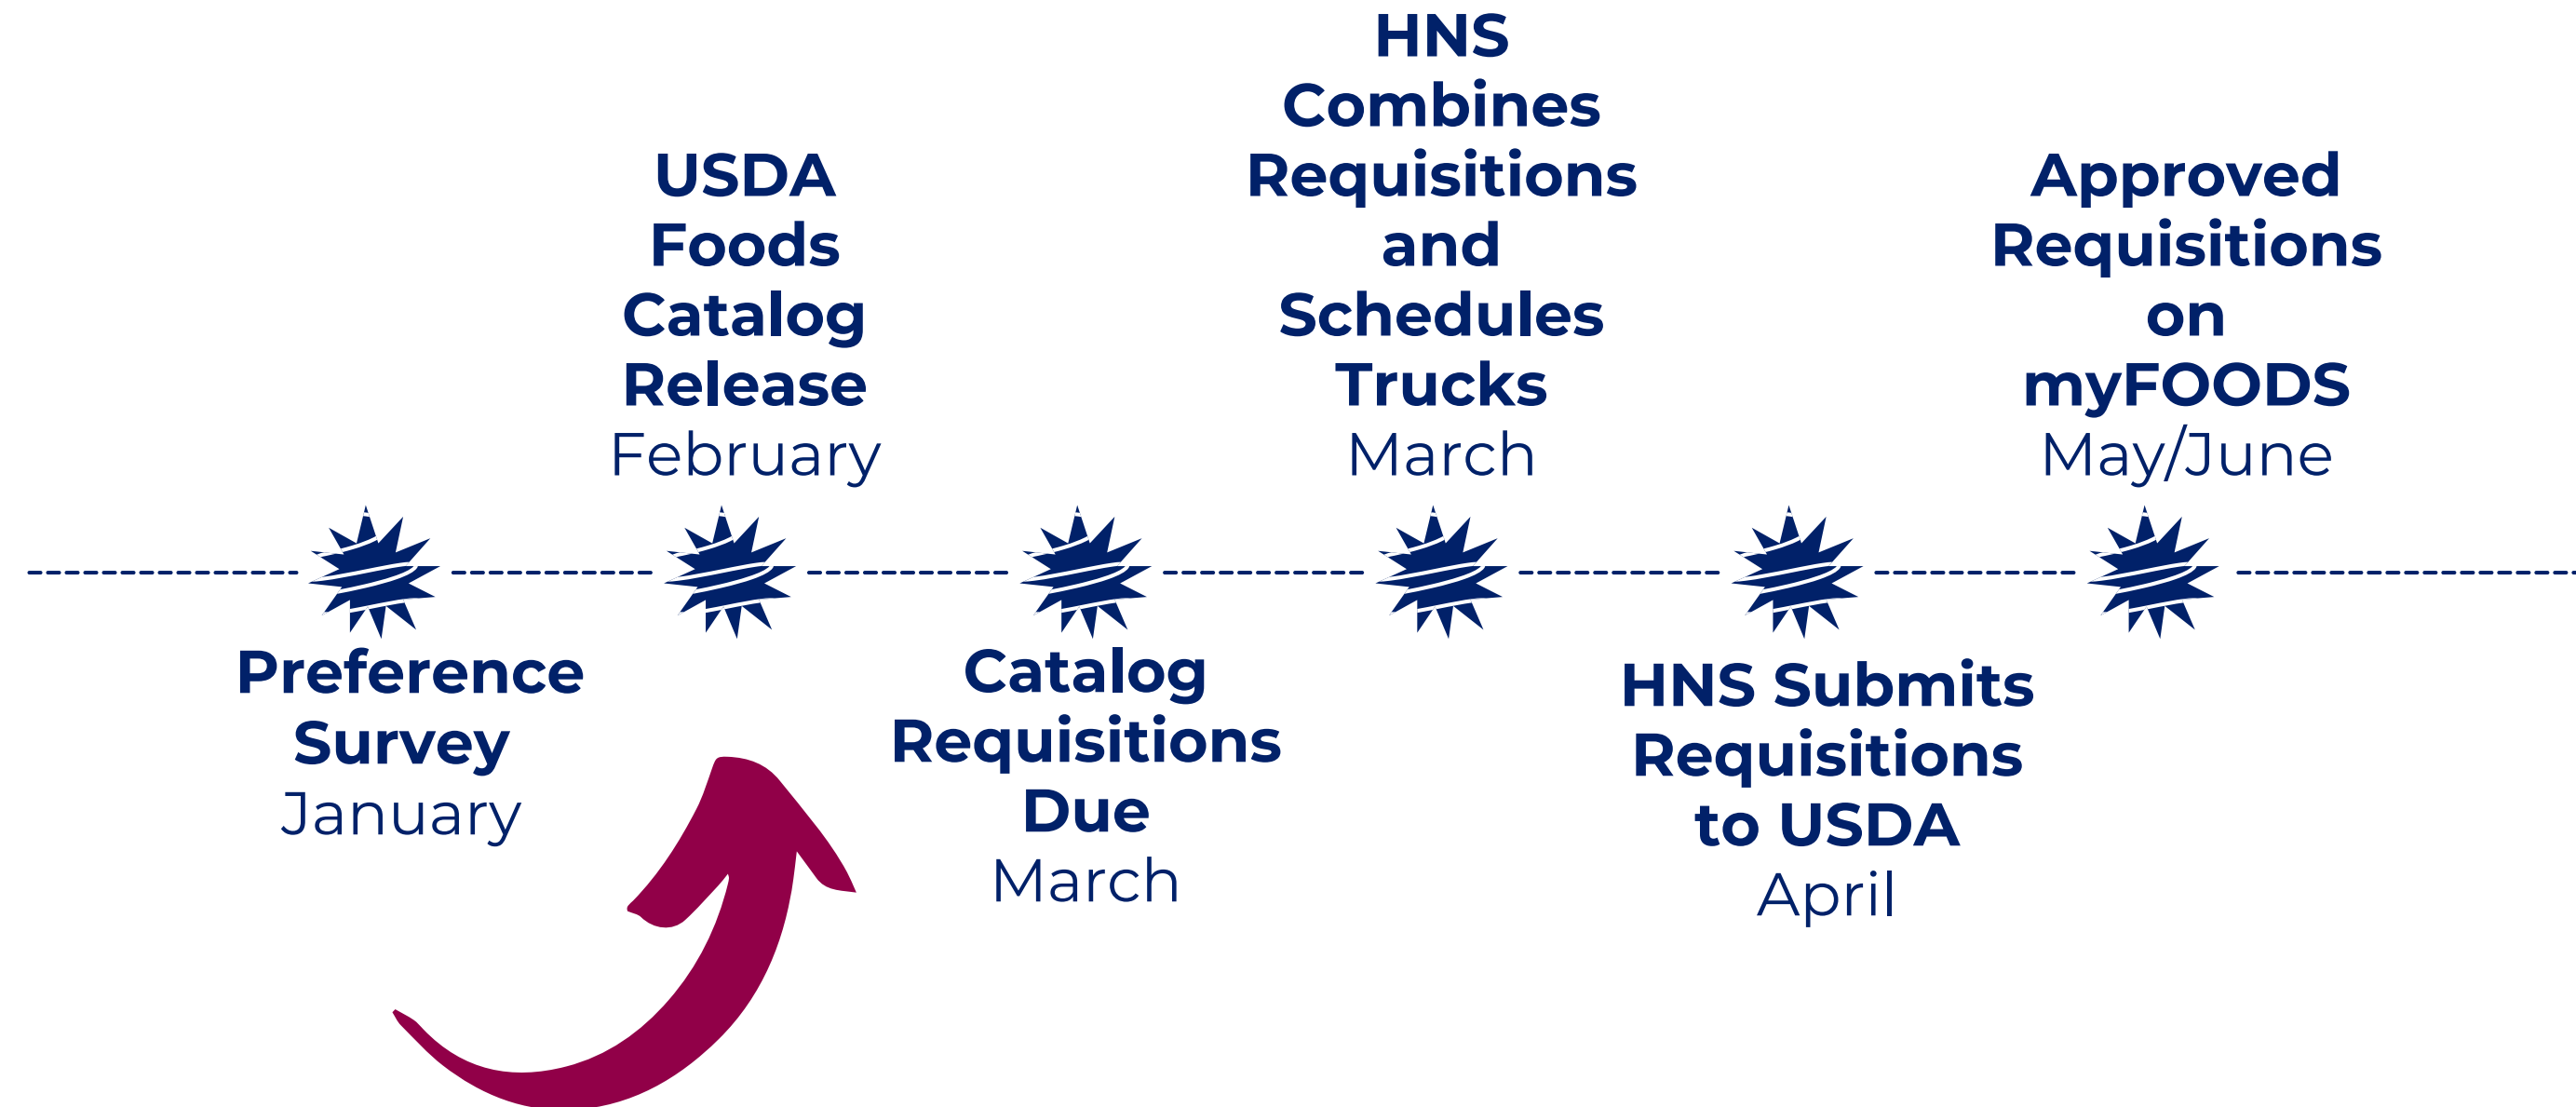 Preference
Survey
January
USDA
Foods
Catalog
Release
February
Catalog
Requisitions
Due
March
HNS
Combines
Requisitions
and
Schedules
Trucks
March
HNS Submits
Requisitions
to USDA
April
Approved
Requisitions
on
myFOODS
May/June